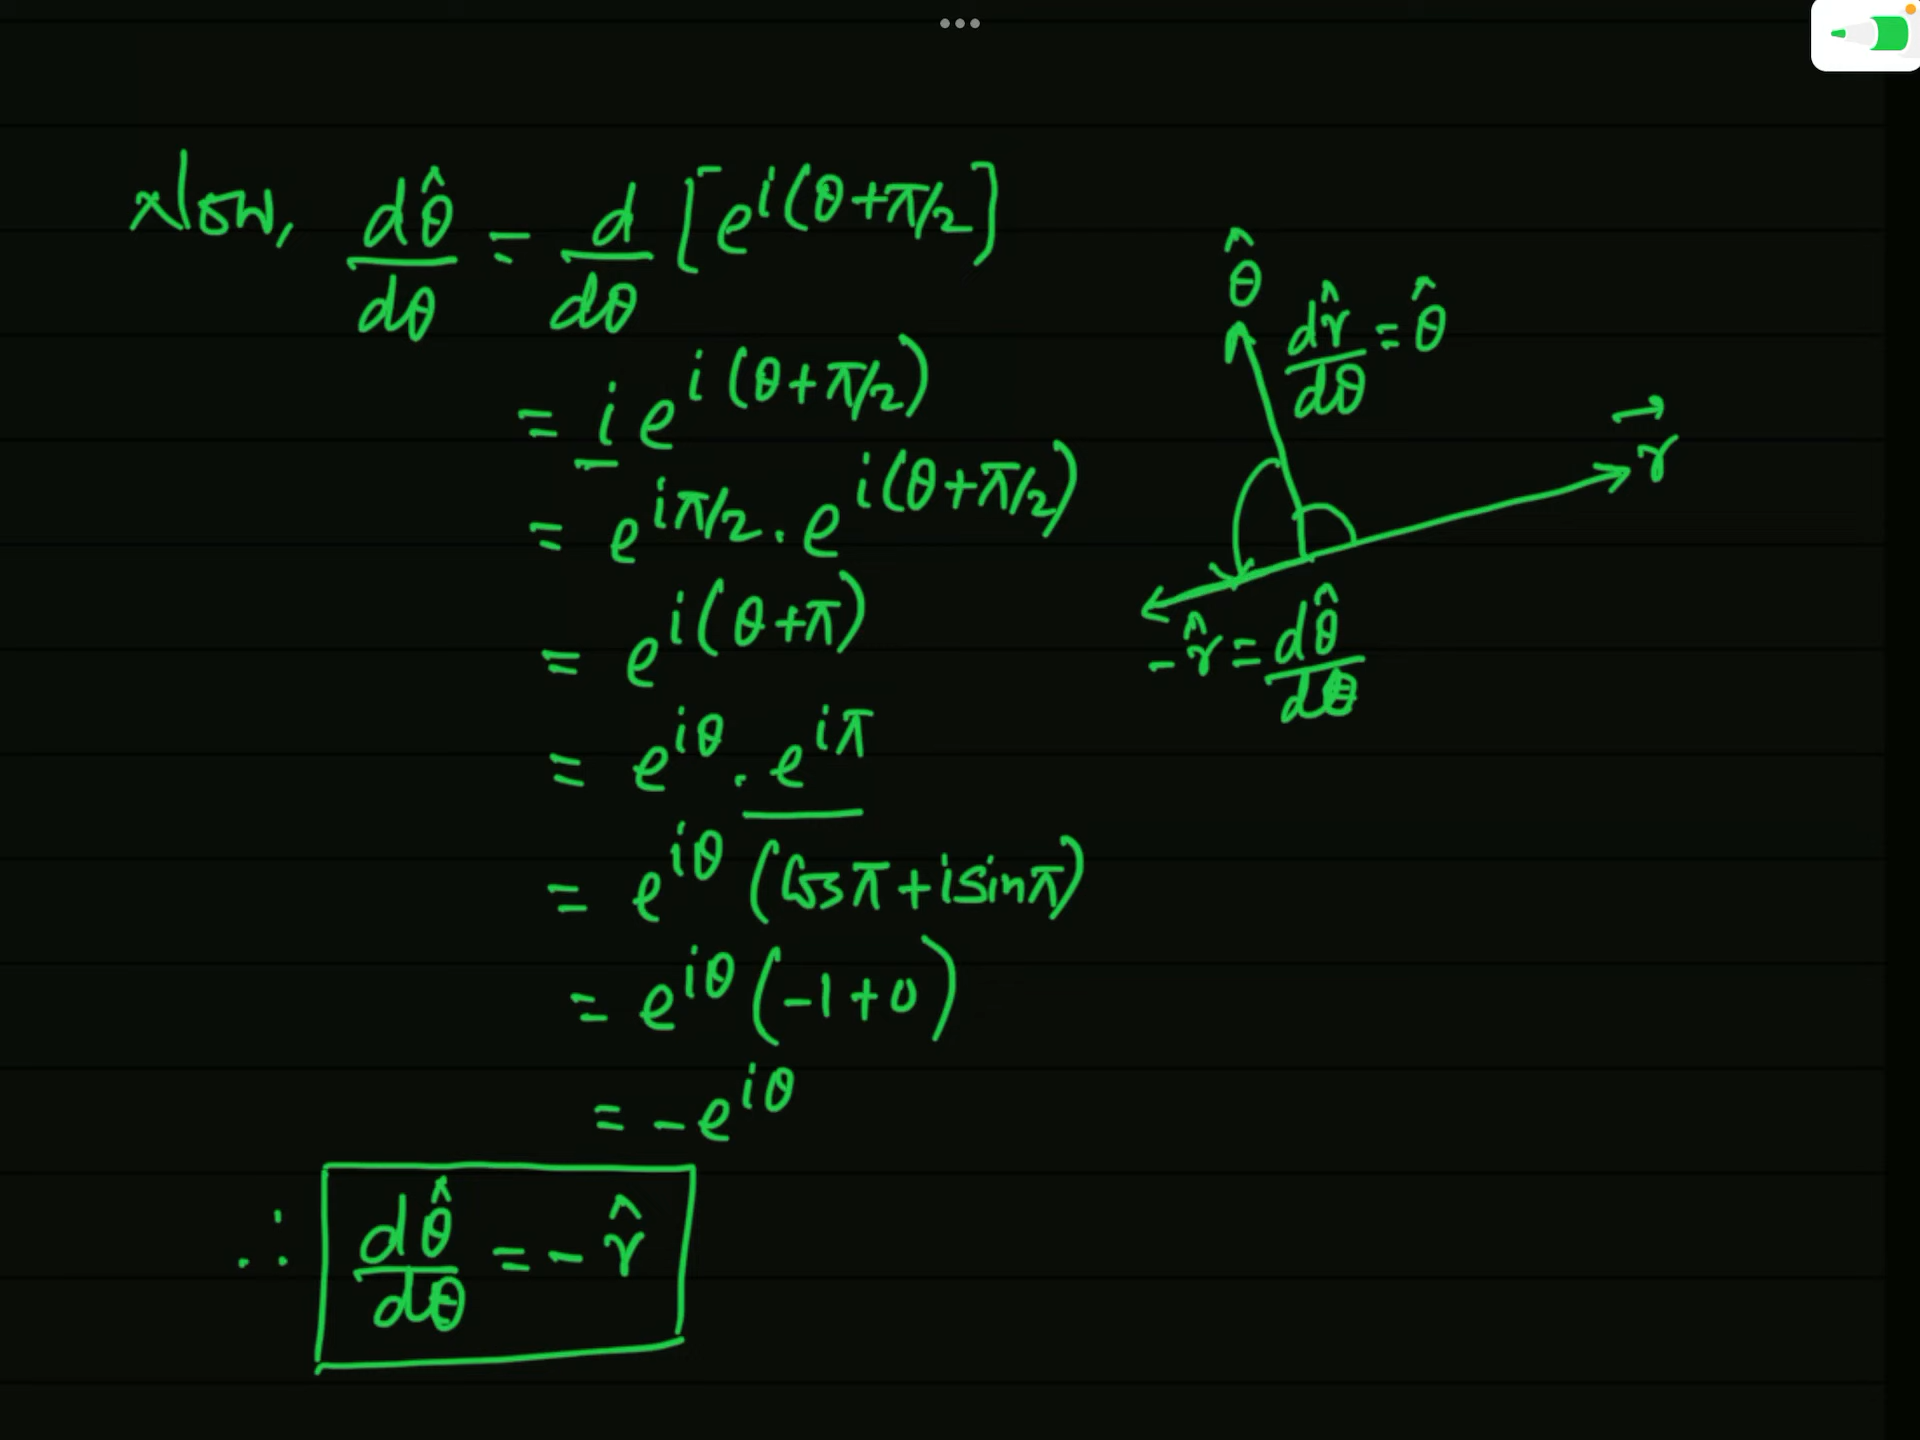 Now, dθ̂/dθ = d/dθ [e^{i(θ+π/2}]
= i e^{i(θ+π/2)}
= e^{iπ/2} . e^{i(θ+π/2)}
= e^{i(θ+π)}
= e^{iθ} . e^{iπ}
= e^{iθ} (Cosπ + isinπ)
= e^{iθ} (-1+0)
= -e^{iθ}
∴ dθ̂/dθ = - r̂
θ̂
dr̂/dθ = θ̂
r⃗
- r̂ = dθ̂/dθ